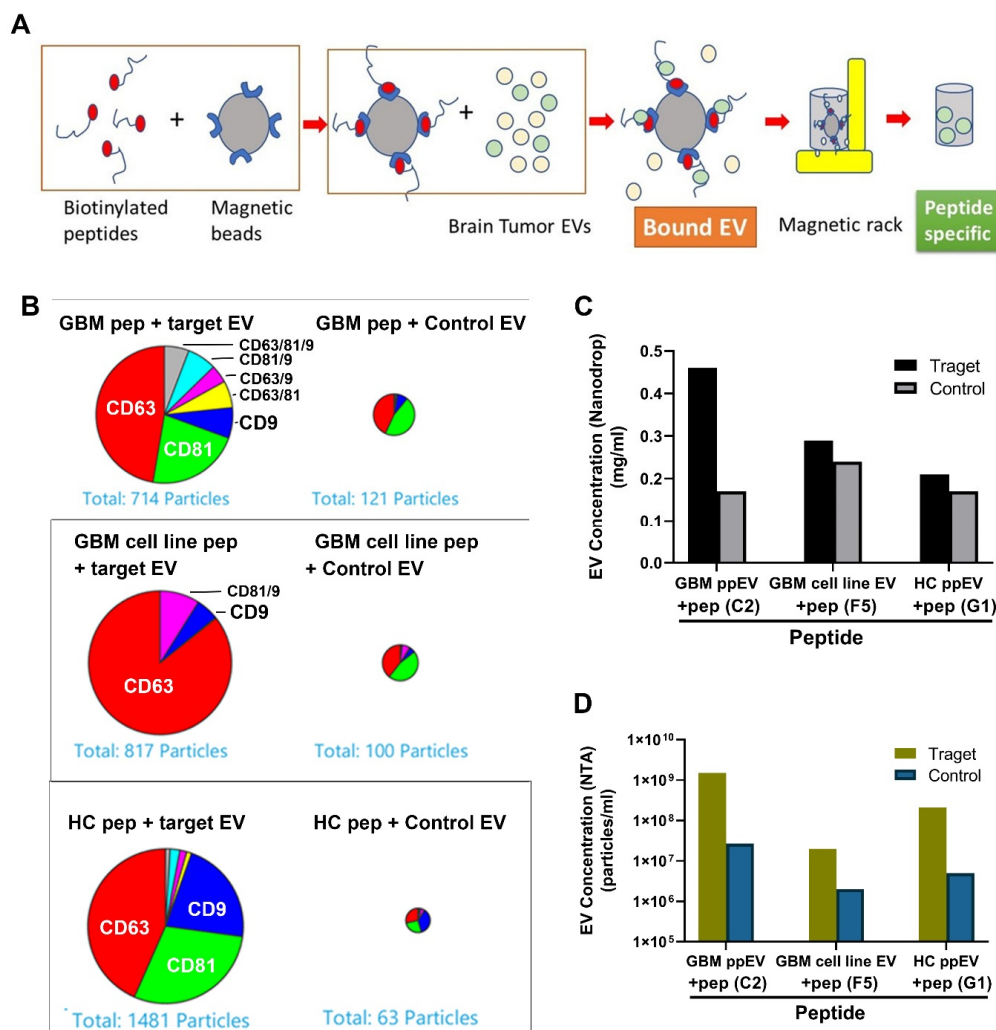 A
+
+
Biotinylated
peptides
Magnetic
beads
Brain Tumor EVs
Bound EV
Magnetic rack
Peptide
specific
B
GBM pep + target EV
GBM pep + Control EV
CD63/81/9
CD81/9
CD63/9
CD63/81
CD9
CD63
CD81
Total: 714 Particles
Total: 121 Particles
GBM cell line pep
+ target EV
GBM cell line pep
+ Control EV
CD81/9
CD9
CD63
Total: 817 Particles
Total: 100 Particles
HC pep + target EV
HC pep + Control EV
CD63
CD9
CD81
Total: 1481 Particles
Total: 63 Particles
C
EV Concentration (Nanodrop)
(mg/ml)
0.5
0.4
0.3
0.2
0.1
0.0
Traget
Control
GBM ppEV
+pep (C2)
GBM cell line EV
+pep (F5)
HC ppEV
+pep (G1)
Peptide
D
EV Concentration (NTA)
(particles/ml)
1×10¹⁰
1×10⁹
1×10⁸
1×10⁷
1×10⁶
1×10⁵
Traget
Control
GBM ppEV
+pep (C2)
GBM cell line EV
+pep (F5)
HC ppEV
+pep (G1)
Peptide